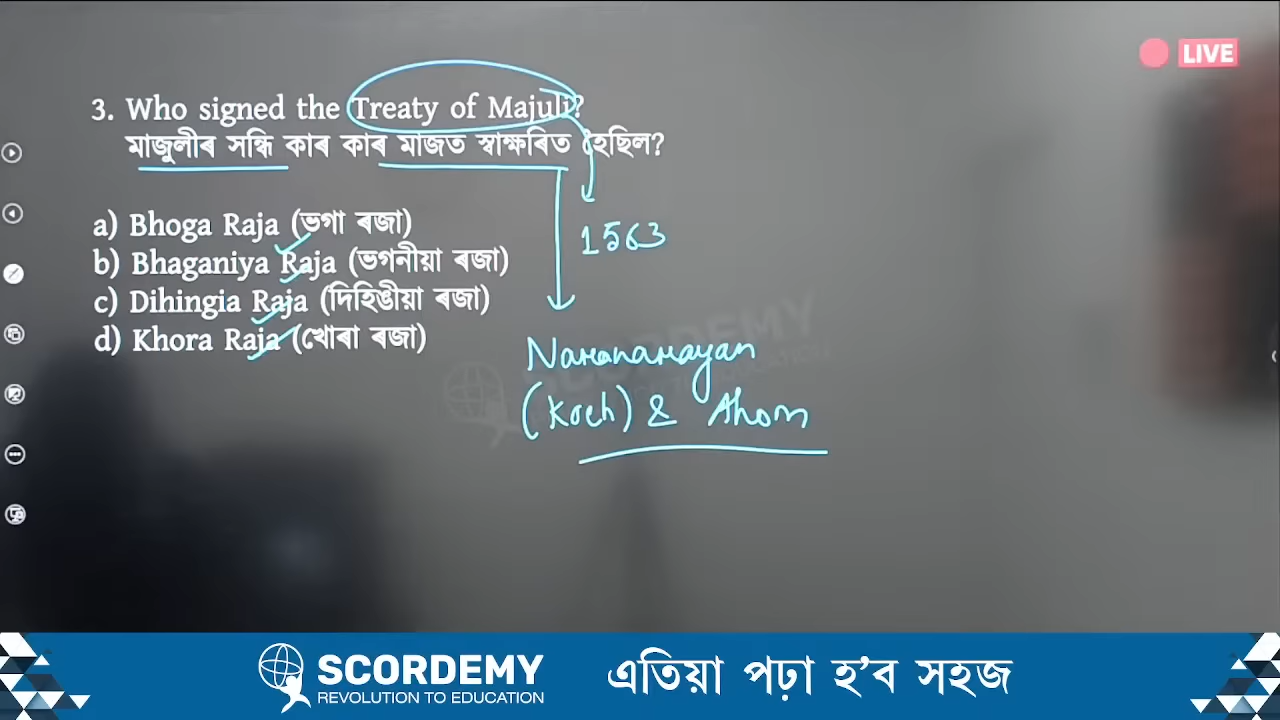 LIVE
3. Who signed the Treaty of Majuli?
মাজুলীৰ সন্ধি কাৰ কাৰ মাজত স্বাক্ষৰিত হৈছিল?
a) Bhoga Raja (ভগা ৰজা)
b) Bhaganiya Raja (ভগনীয়া ৰজা)
c) Dihingia Raja (দিহিঙীয়া ৰজা)
d) Khora Raja (খোৰা ৰজা)
1563
Naranarayan
(Koch) & Ahom
SCORDEMY
SCORDEMY
REVOLUTION TO EDUCATION
এতিয়া পঢ়া হ'ব সহজ